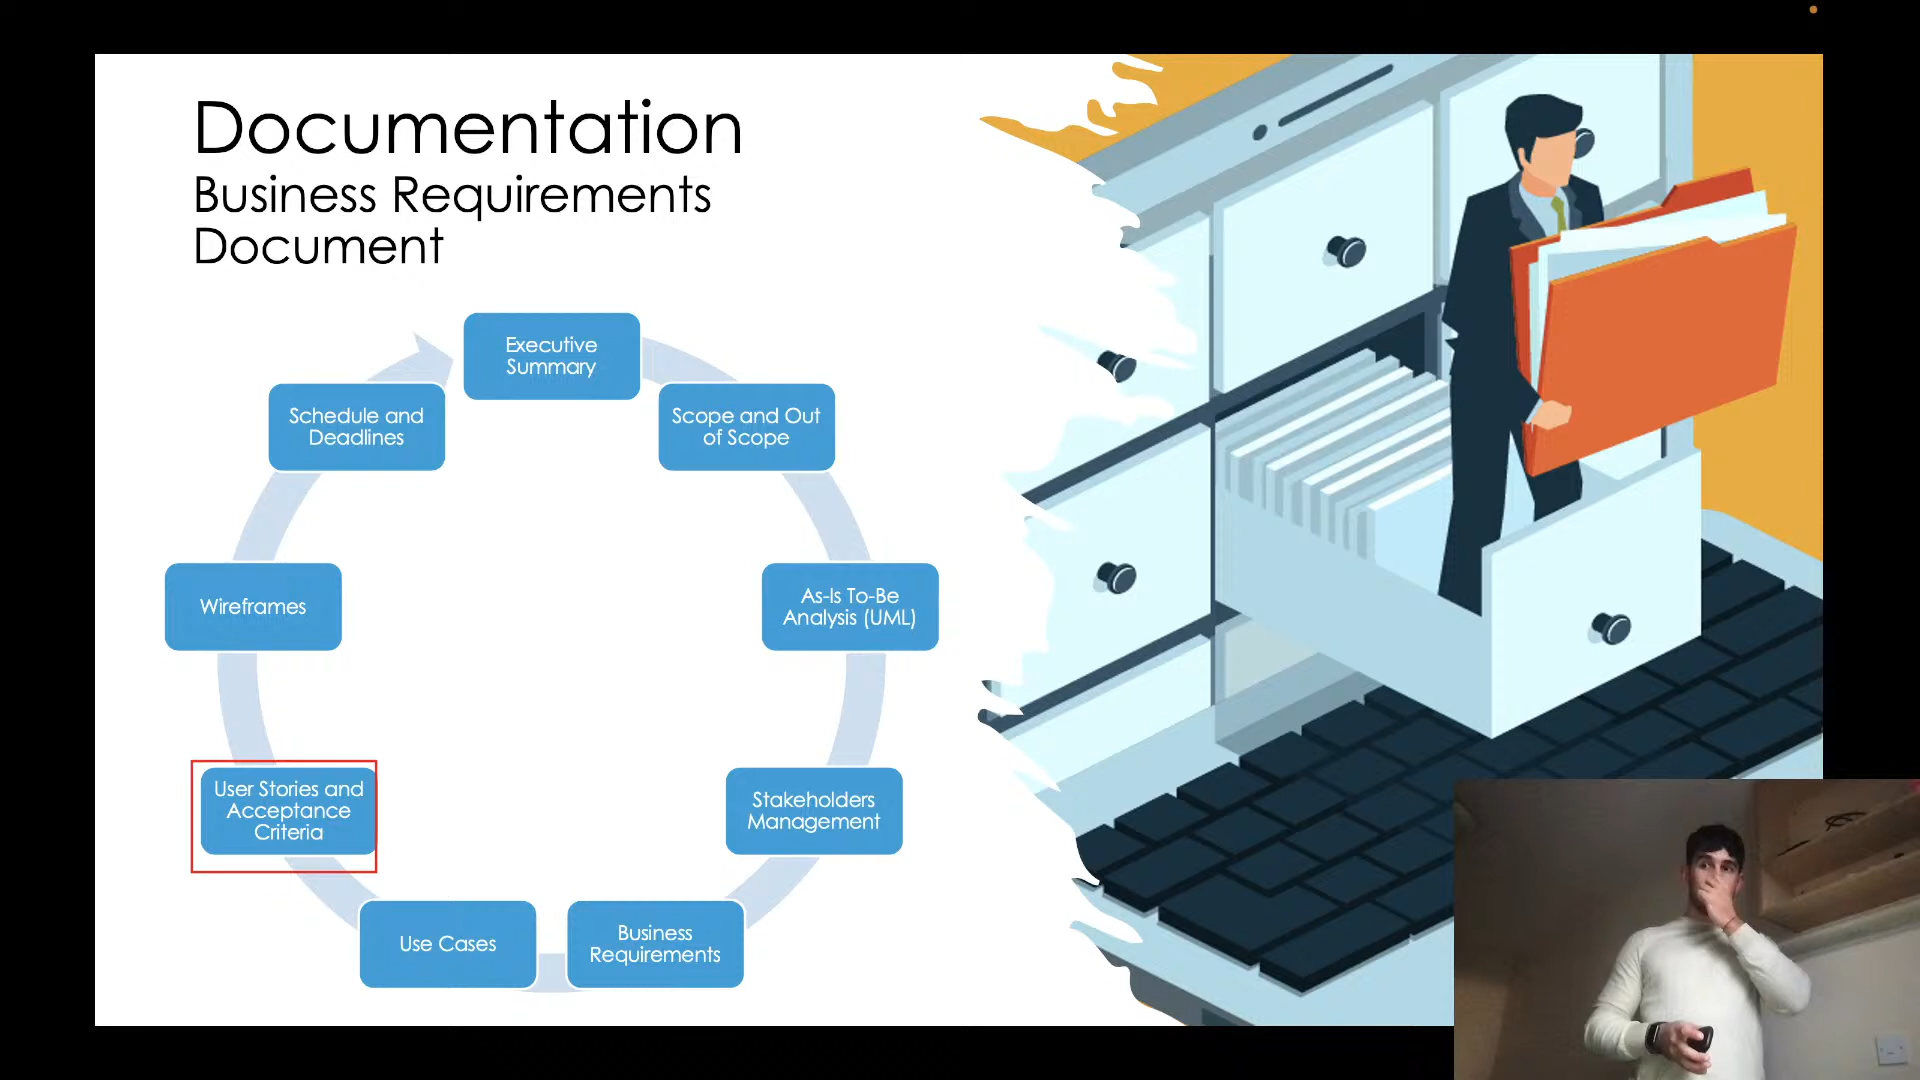 Documentation
Business Requirements
Document
Executive
Summary
Scope and Out
of Scope
As-Is To-Be
Analysis (UML)
Stakeholders
Management
Business
Requirements
Use Cases
User Stories and
Acceptance
Criteria
Wireframes
Schedule and
Deadlines